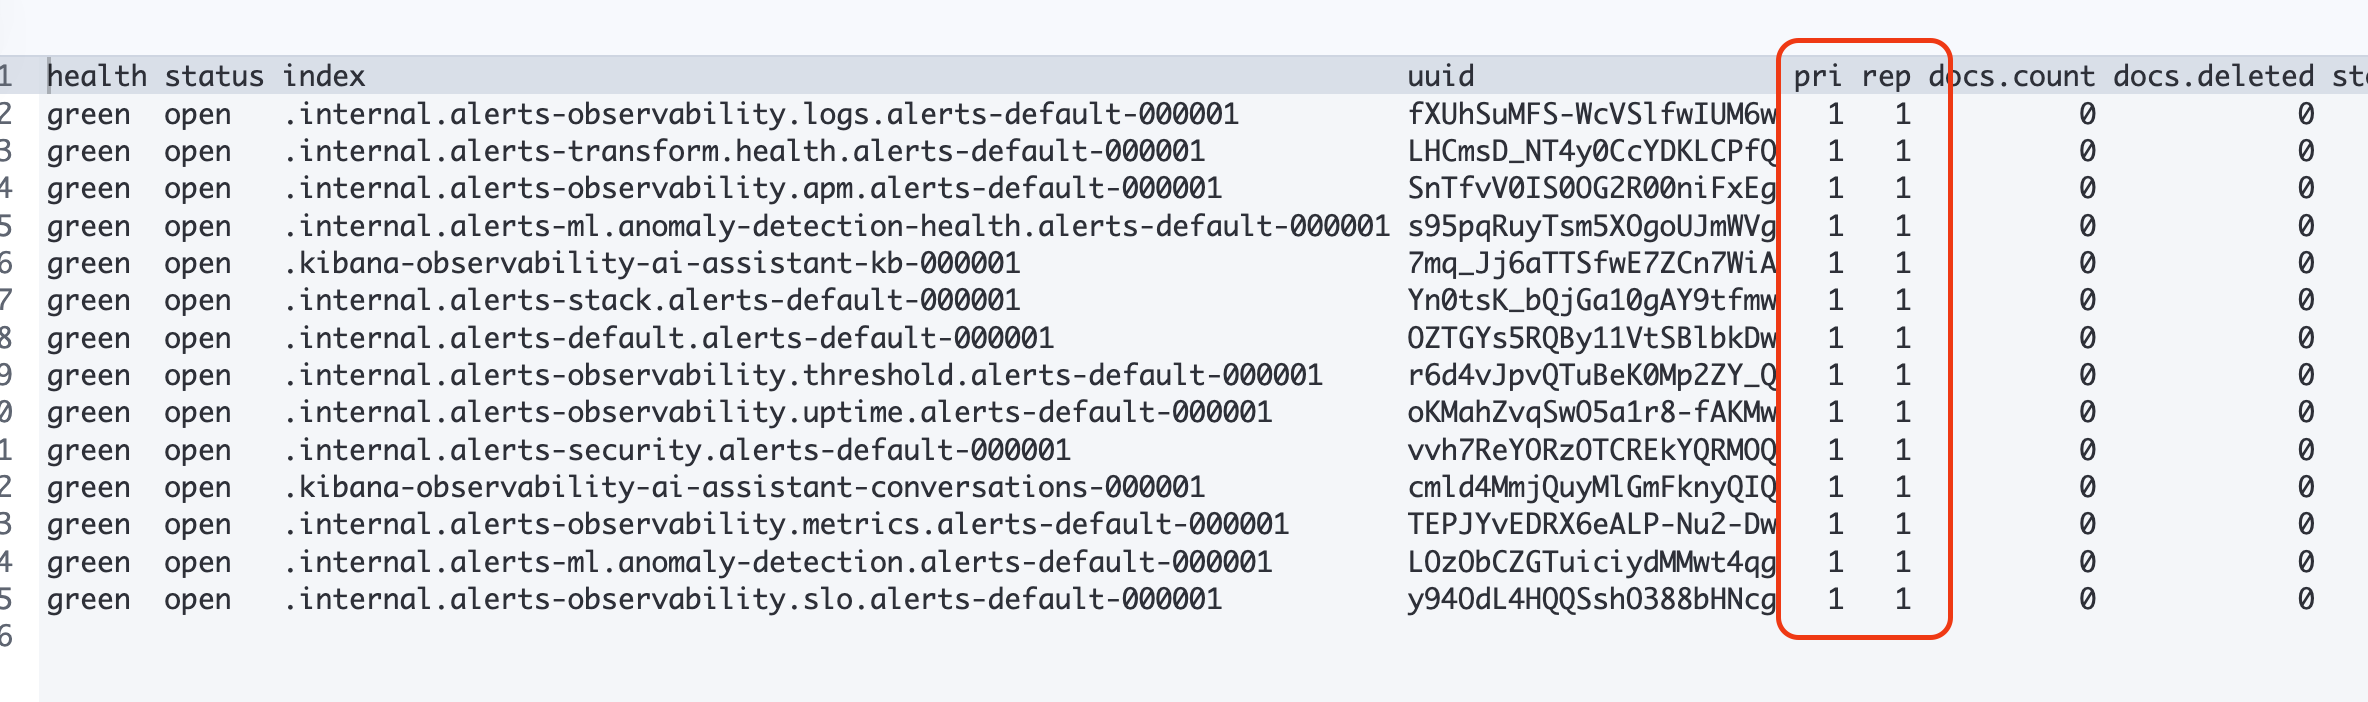 1 health status index uuid pri rep docs.count docs.deleted
2 green open .internal.alerts-observability.logs.alerts-default-000001 fXUhSuMFS-WcVSlfwIUM6w 1 1 0 0
3 green open .internal.alerts-transform.health.alerts-default-000001 LHCmsD_NT4y0CcYDKLCPfQ 1 1 0 0
4 green open .internal.alerts-observability.apm.alerts-default-000001 SnTfvV0IS0OG2R00niFxEg 1 1 0 0
5 green open .internal.alerts-ml.anomaly-detection-health.alerts-default-000001 s95pqRuyTsm5XOgoUJmWVg 1 1 0 0
6 green open .kibana-observability-ai-assistant-kb-000001 7mq_Jj6aTTSfwE7ZCn7WiA 1 1 0 0
7 green open .internal.alerts-stack.alerts-default-000001 Yn0tsK_bQjGa10gAY9tfmw 1 1 0 0
8 green open .internal.alerts-default.alerts-default-000001 OZTGYs5RQBy11VtSBlbkDw 1 1 0 0
9 green open .internal.alerts-observability.threshold.alerts-default-000001 r6d4vJpvQTuBeK0Mp2ZY_Q 1 1 0 0
0 green open .internal.alerts-observability.uptime.alerts-default-000001 oKMahZvqSwO5a1r8-fAKMw 1 1 0 0
1 green open .internal.alerts-security.alerts-default-000001 vvh7ReYORzOTCREkYQRMOQ 1 1 0 0
2 green open .kibana-observability-ai-assistant-conversations-000001 cmld4MmjQuyMlGmFknyQIQ 1 1 0 0
3 green open .internal.alerts-observability.metrics.alerts-default-000001 TEPJYvEDRX6eALP-Nu2-Dw 1 1 0 0
4 green open .internal.alerts-ml.anomaly-detection.alerts-default-000001 LOzObCZGTuiciydMMwt4qg 1 1 0 0
5 green open .internal.alerts-observability.slo.alerts-default-000001 y94OdL4HQQSshO388bHNcg 1 1 0 0
6